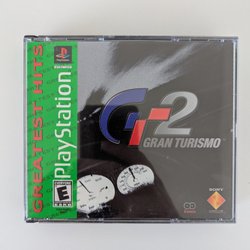 GREATEST HITS
PlayStation
GT2
GRAN TURISMO
EVERYONE
E
SONY